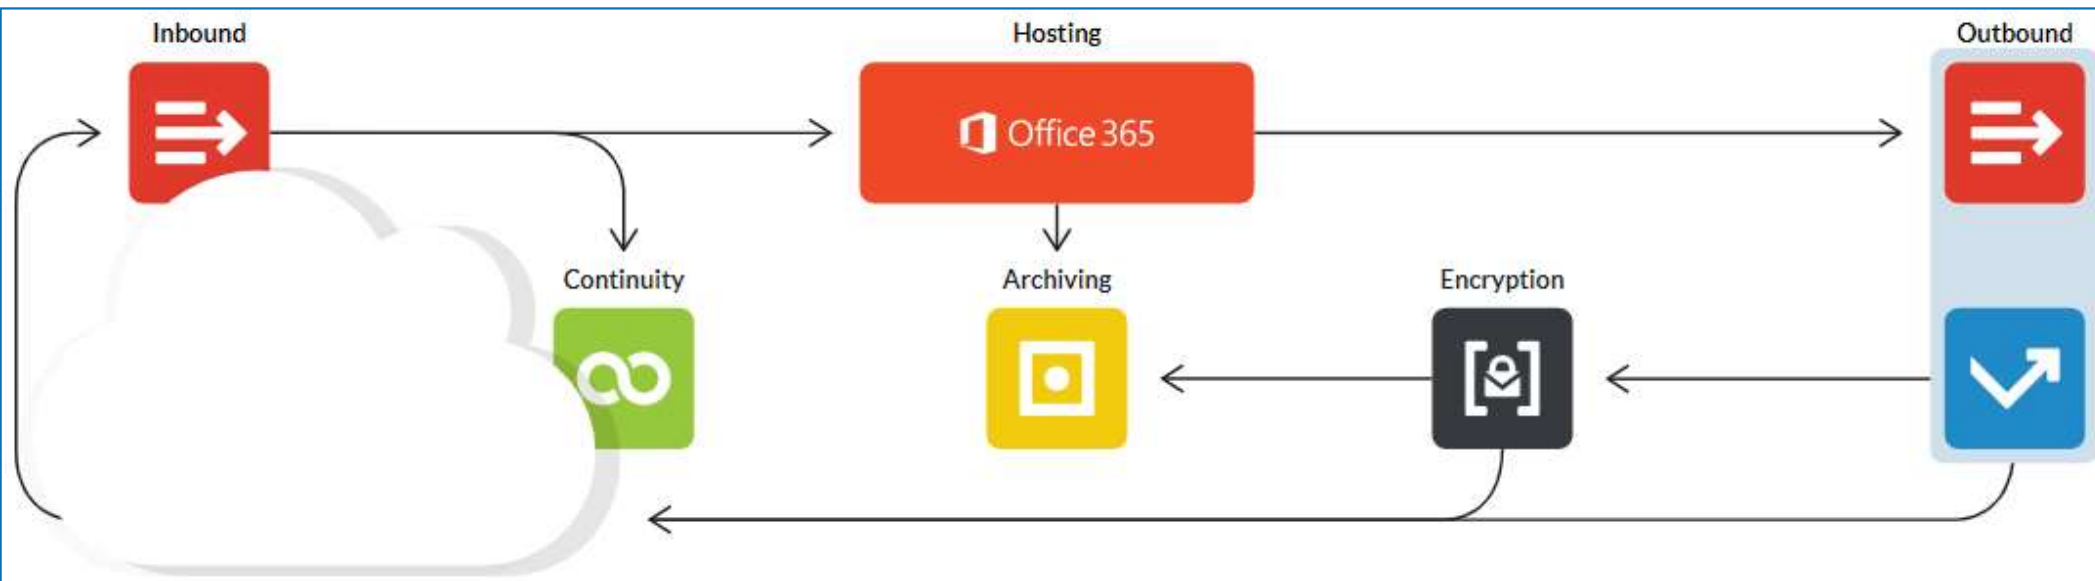 Inbound
Hosting
Outbound
Office 365
Continuity
Archiving
Encryption